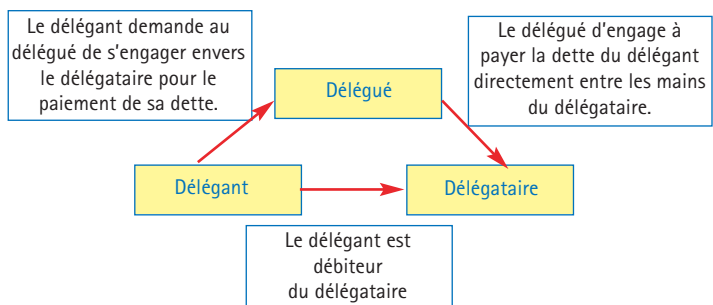 Le délégant demande au
délégué de s'engager envers
le délégataire pour le
paiement de sa dette.
Le délégué d'engage à
payer la dette du délégant
directement entre les mains
du délégataire.
Délégué
Délégant
Délégataire
Le délégant est
débiteur
du délégataire